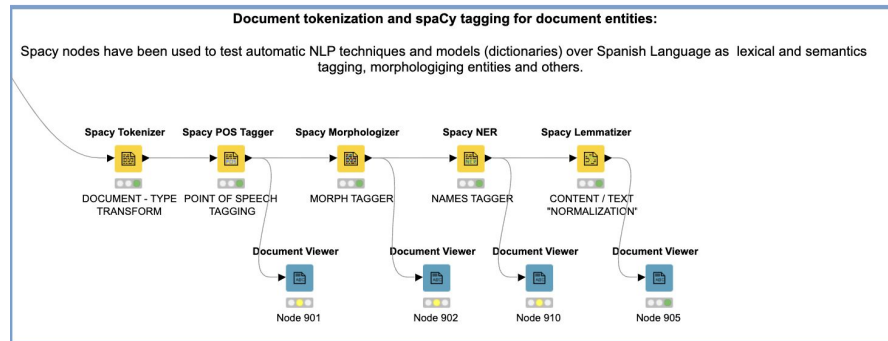 Document tokenization and spaCy tagging for document entities:
Spacy nodes have been used to test automatic NLP techniques and models (dictionaries) over Spanish Language as lexical and semantics
tagging, morphologiging entities and others.
Spacy Tokenizer
Spacy POS Tagger
Spacy Morphologizer
Spacy NER
Spacy Lemmatizer
DOCUMENT - TYPE
TRANSFORM
POINT OF SPEECH
TAGGING
MORPH TAGGER
NAMES TAGGER
CONTENT / TEXT
"NORMALIZATION"
Document Viewer
Document Viewer
Document Viewer
Document Viewer
Node 901
Node 902
Node 910
Node 905